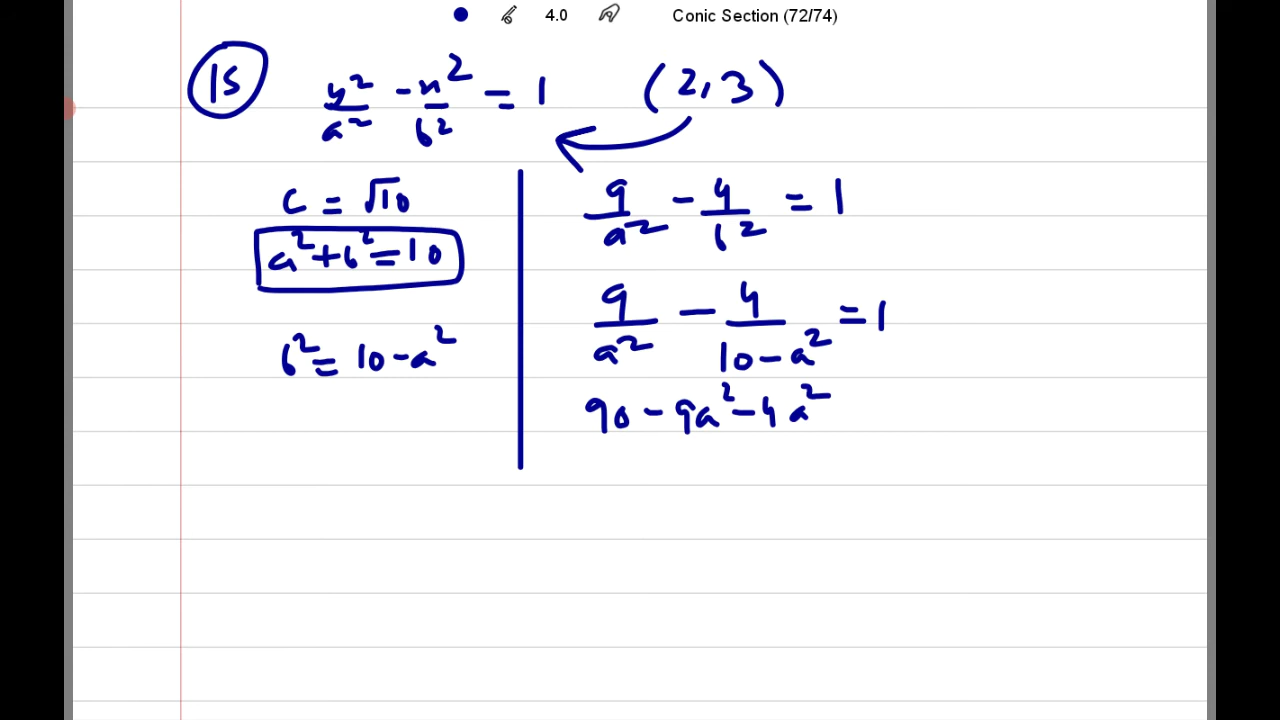 4.0 Conic Section (72/74)
15 y²/a² - x²/b² = 1 (2, 3)
c = √10
a² + b² = 10
b² = 10 - a²
9/a² - 4/b² = 1
9/a² - 4/10 - a² = 1
90 - 9a² - 4a²